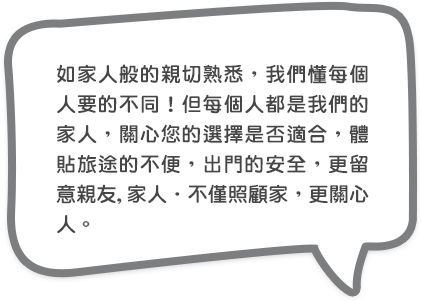 如家人般的親切熟悉，我們懂每個
人要的不同！但每個人都是我們的
家人，關心您的選擇是否適合，體
貼旅途的不便，出門的安全，更留
意親友, 家人‧不僅照顧家，更關心
人。